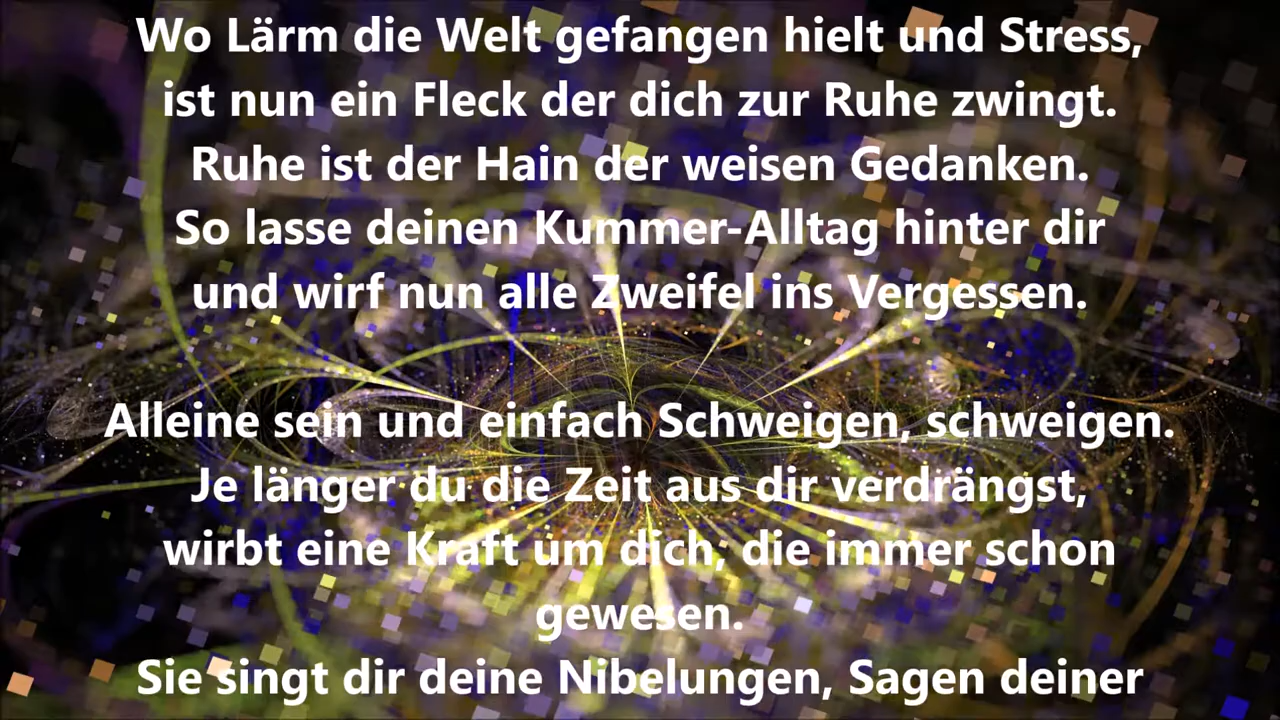 Wo Lärm die Welt gefangen hielt und Stress,
ist nun ein Fleck der dich zur Ruhe zwingt.
Ruhe ist der Hain der weisen Gedanken.
So lasse deinen Kummer-Alltag hinter dir
und wirf nun alle Zweifel ins Vergessen.
Alleine sein und einfach Schweigen, schweigen.
Je länger du die Zeit aus dir verdrängst,
wirbt eine Kraft um dich, die immer schon
gewesen.
Sie singt dir deine Nibelungen, Sagen deiner